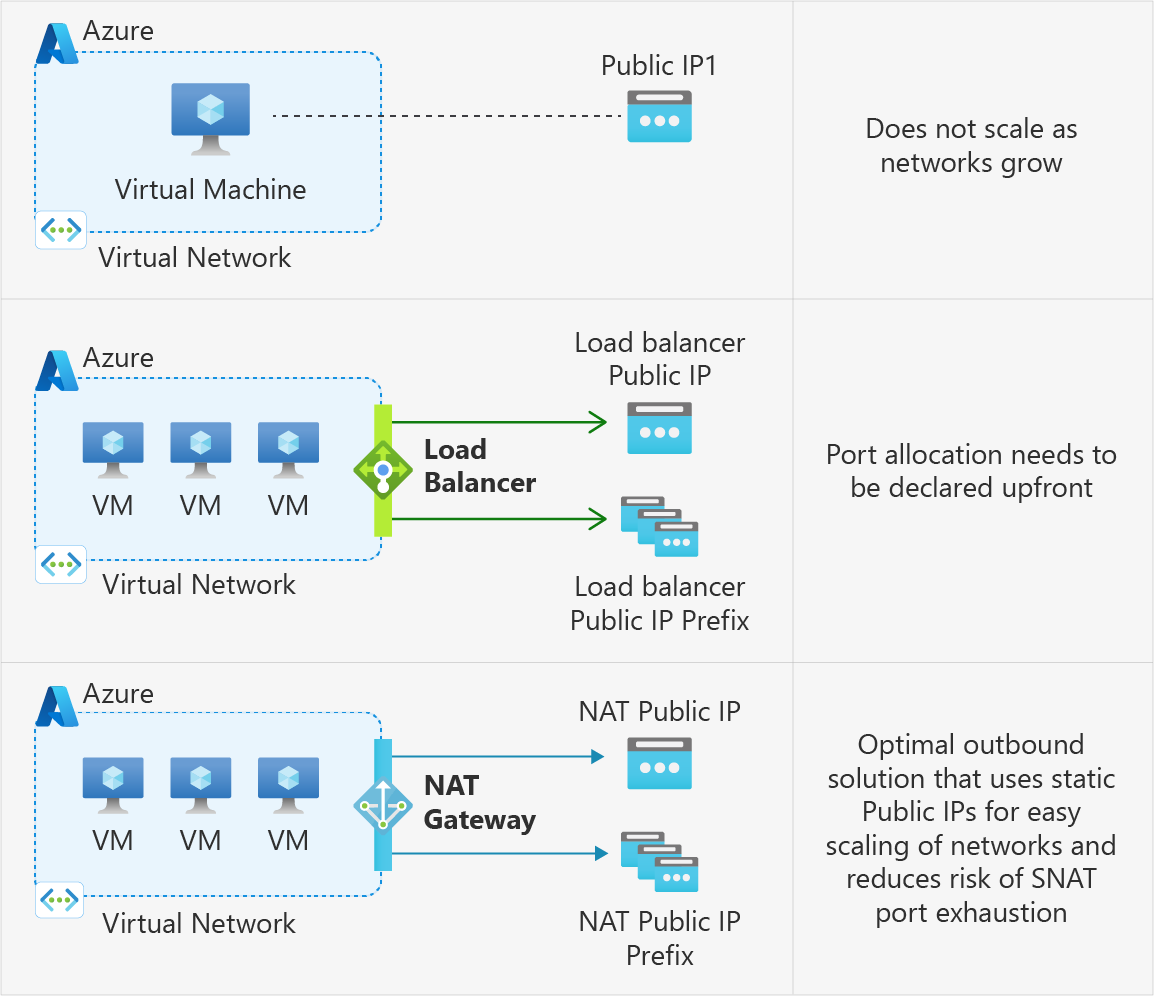 Azure
Public IP1
Virtual Machine
Virtual Network
Does not scale as
networks grow
Azure
Load balancer
Public IP
Load
Balancer
VM
VM
VM
Virtual Network
Load balancer
Public IP Prefix
Port allocation needs to
be declared upfront
Azure
NAT Public IP
NAT
Gateway
VM
VM
VM
Virtual Network
NAT Public IP
Prefix
Optimal outbound
solution that uses static
Public IPs for easy
scaling of networks and
reduces risk of SNAT
port exhaustion